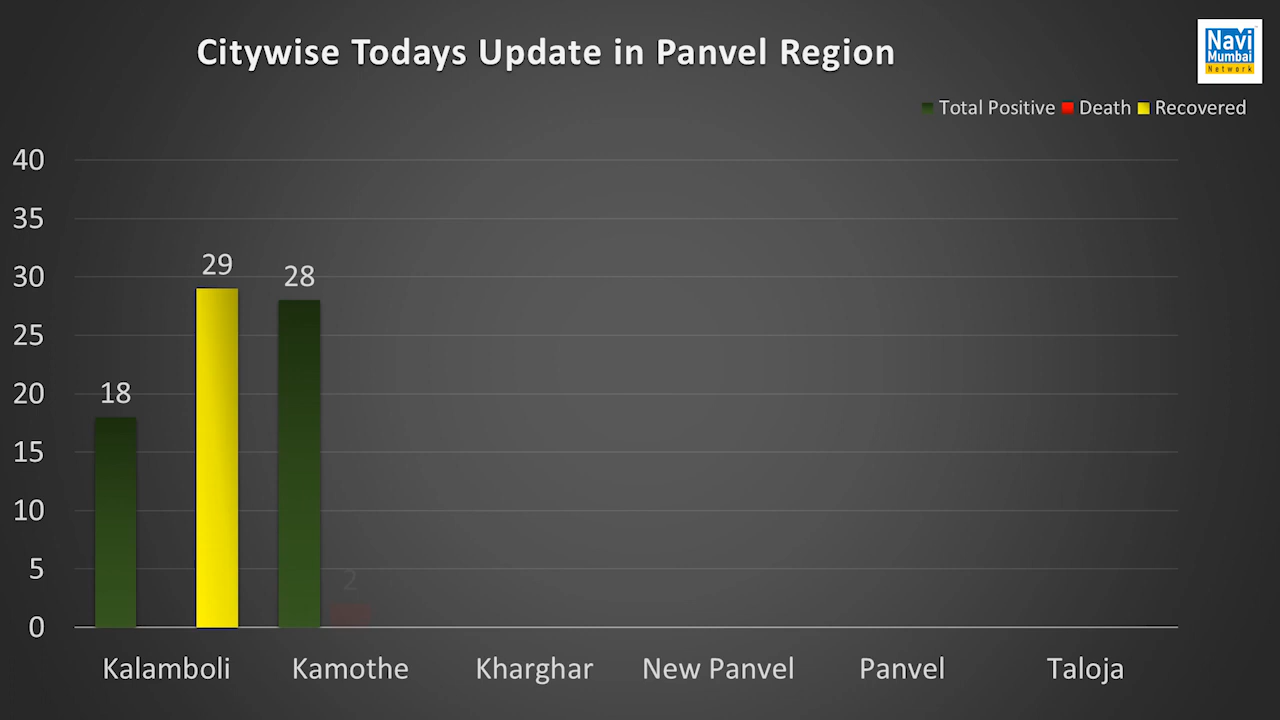 Citywise Todays Update in Panvel Region
Navi
Mumbai
Network
Total Positive Death Recovered
40
35
30
25
20
15
10
5
0
18
29
28
2
Kalamboli Kamothe Kharghar New Panvel Panvel Taloja